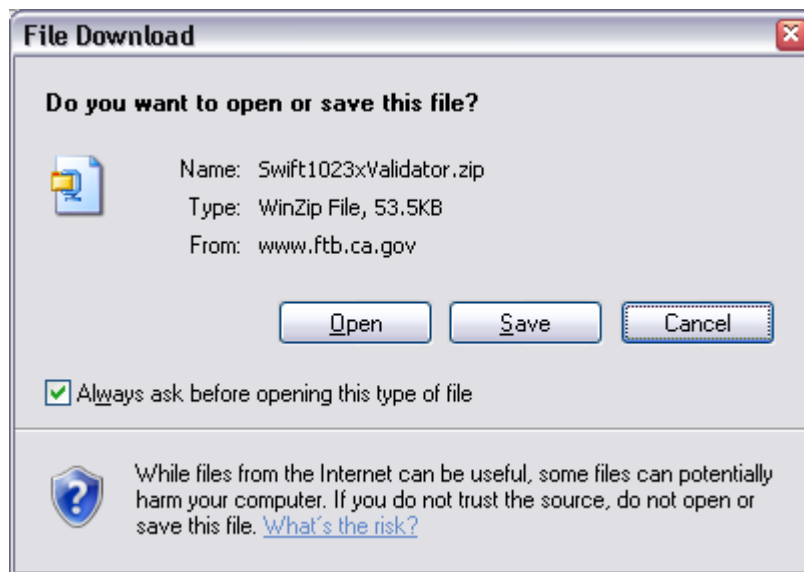 File Download
Do you want to open or save this file?
Name: Swift1023xValidator.zip
Type: WinZip File, 53.5KB
From: www.ftb.ca.gov
Open Save Cancel
Always ask before opening this type of file
While files from the Internet can be useful, some files can potentially
harm your computer. If you do not trust the source, do not open or
save this file. What's the risk?